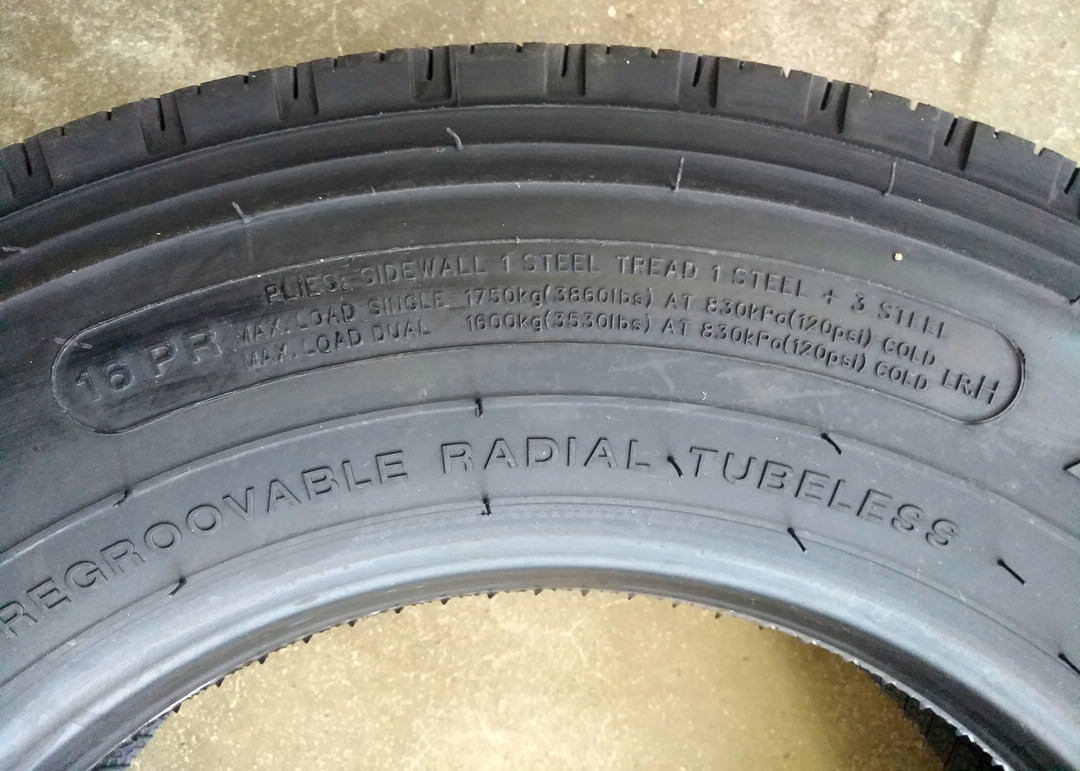 PLIES: SIDEWALL 1 STEEL TREAD 1 STEEL + 3 STEEL
16 PR
MAX. LOAD SINGLE 1750kg(3860lbs) AT 830kPa(120psi) COLD
MAX. LOAD DUAL 1600kg(3530lbs) AT 830kPa(120psi) COLD
LR.H
REGROOVABLE RADIAL TUBELESS